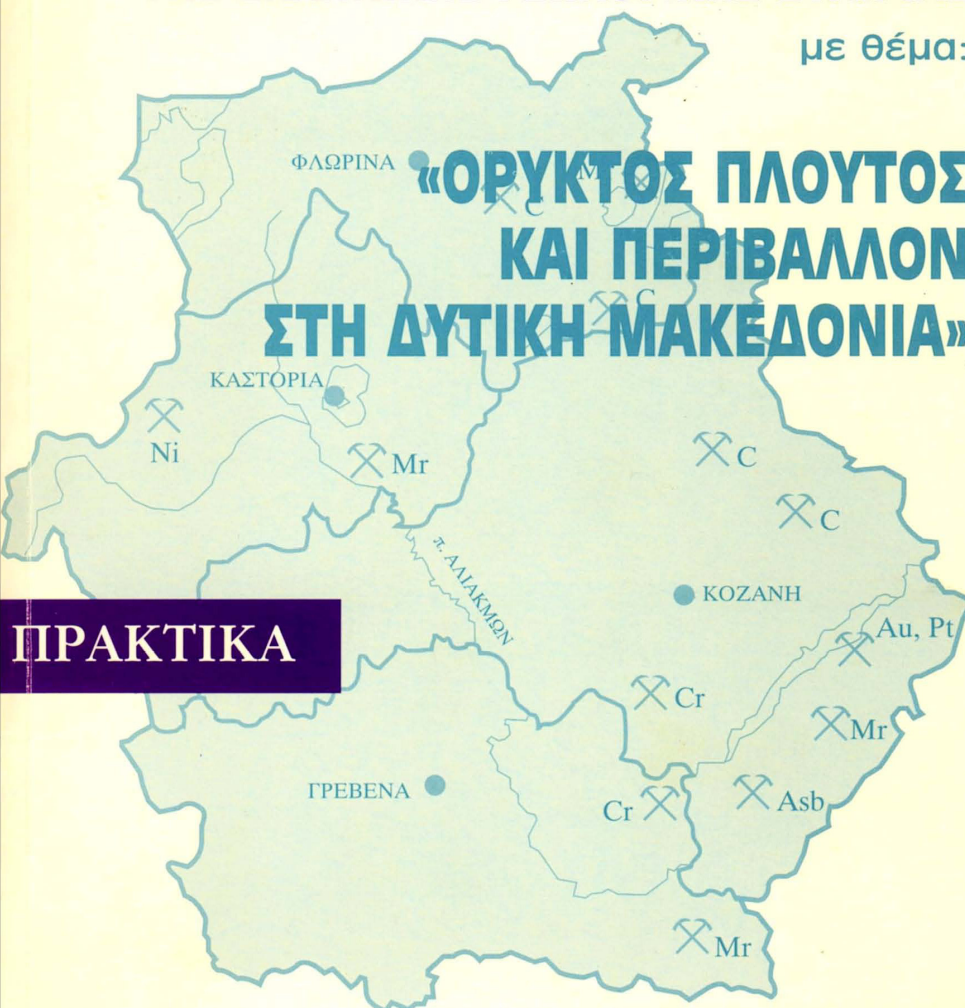 με θέμα:
ΦΛΩΡΙΝΑ
M
«ΟΡΥΚΤΟΣ ΠΛΟΥΤΟΣ
C
ΚΑΙ ΠΕΡΙΒΑΛΛΟΝ
C
ΣΤΗ ΔΥΤΙΚΗ ΜΑΚΕΔΟΝΙΑ»
ΚΑΣΤΟΡΙΑ
Ni
Mr
C
C
π. ΑΛΙΑΚΜΩΝ
ΚΟΖΑΝΗ
Au, Pt
ΠΡΑΚΤΙΚΑ
Cr
Mr
ΓΡΕΒΕΝΑ
Cr
Asb
Mr